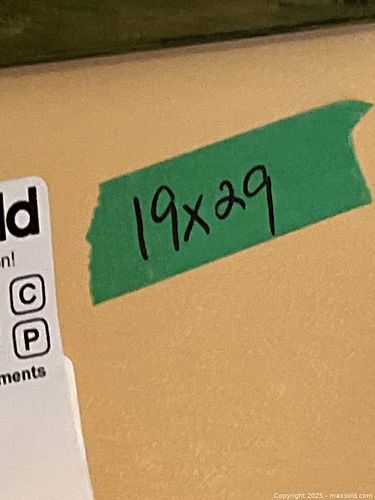 19x29
ld
n!
C
P
ments
Copyright 2025 - maxsold.com